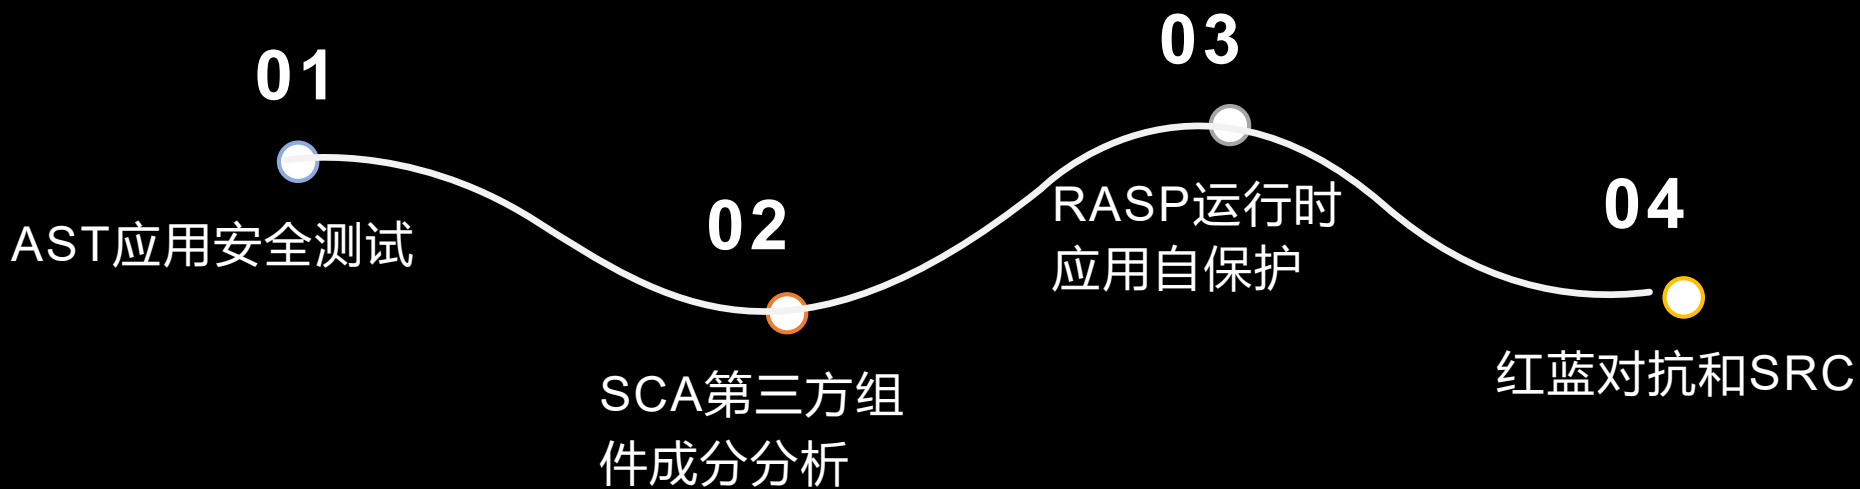 01
AST应用安全测试
02
SCA第三方组
件成分分析
03
RASP运行时
应用自保护
04
红蓝对抗和SRC